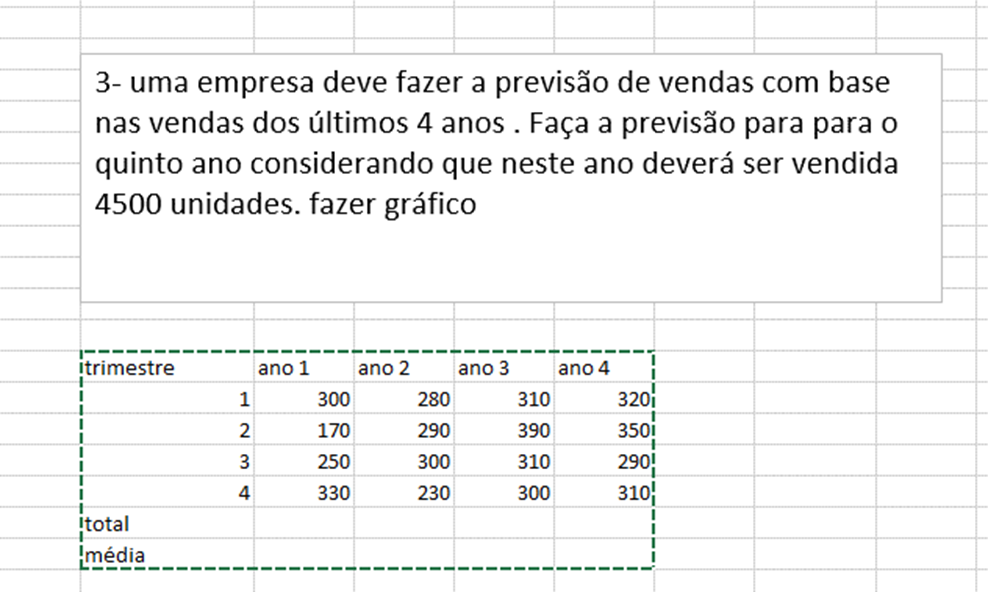 3- uma empresa deve fazer a previsão de vendas com base
nas vendas dos últimos 4 anos . Faça a previsão para para o
quinto ano considerando que neste ano deverá ser vendida
4500 unidades. fazer gráfico
trimestre ano 1 ano 2 ano 3 ano 4
1 300 280 310 320
2 170 290 390 350
3 250 300 310 290
4 330 230 300 310
total
média